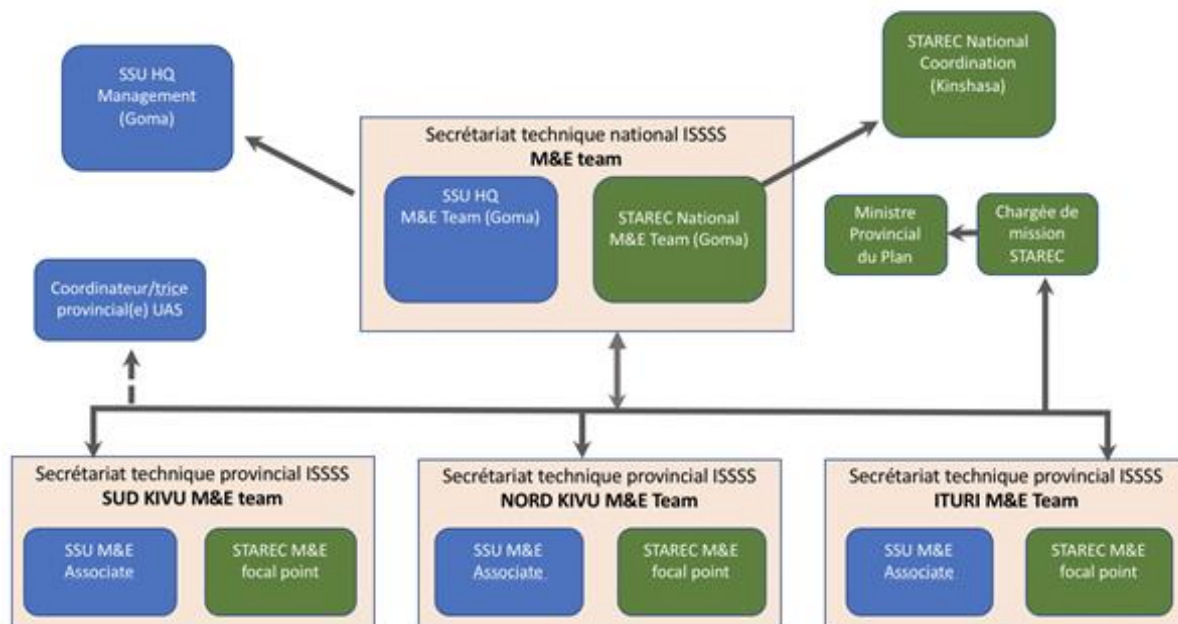 SSU HQ
Management
(Goma)
STAREC National
Coordination
(Kinshasa)
Secrétariat technique national ISSSS
M&E team
SSU HQ
M&E Team (Goma)
STAREC National
M&E Team (Goma)
Ministre
Provincial
du Plan
Chargée de
mission
STAREC
Coordinateur/trice
provincial(e) UAS
Secrétariat technique provincial ISSSS
SUD KIVU M&E team
SSU M&E
Associate
STAREC M&E
focal point
Secrétariat technique provincial ISSSS
NORD KIVU M&E Team
SSU M&E
Associate
STAREC M&E
focal point
Secrétariat technique provincial ISSSS
ITURI M&E Team
SSU M&E
Associate
STAREC M&E
focal point